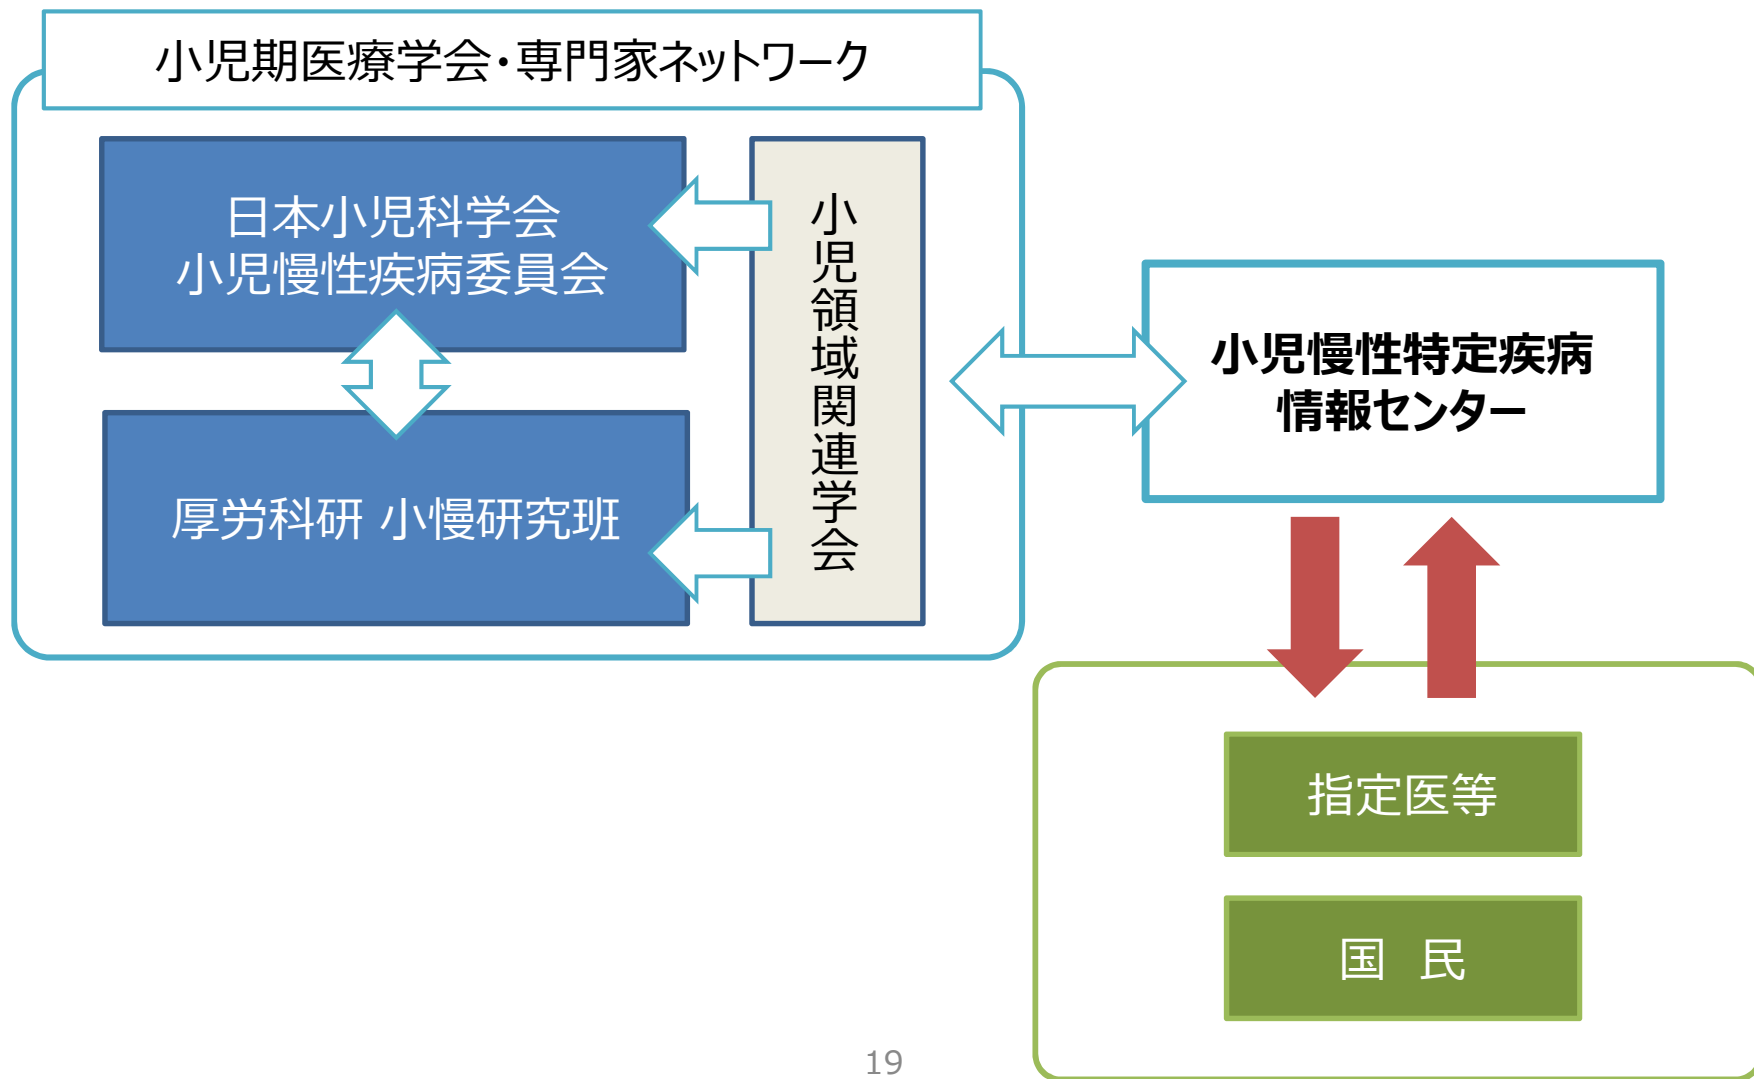 小児期医療学会・専門家ネットワーク
日本小児科学会
小児慢性疾病委員会
厚労科研 小慢研究班
小児領域関連学会
小児慢性特定疾病
情報センター
指定医等
国　民
19